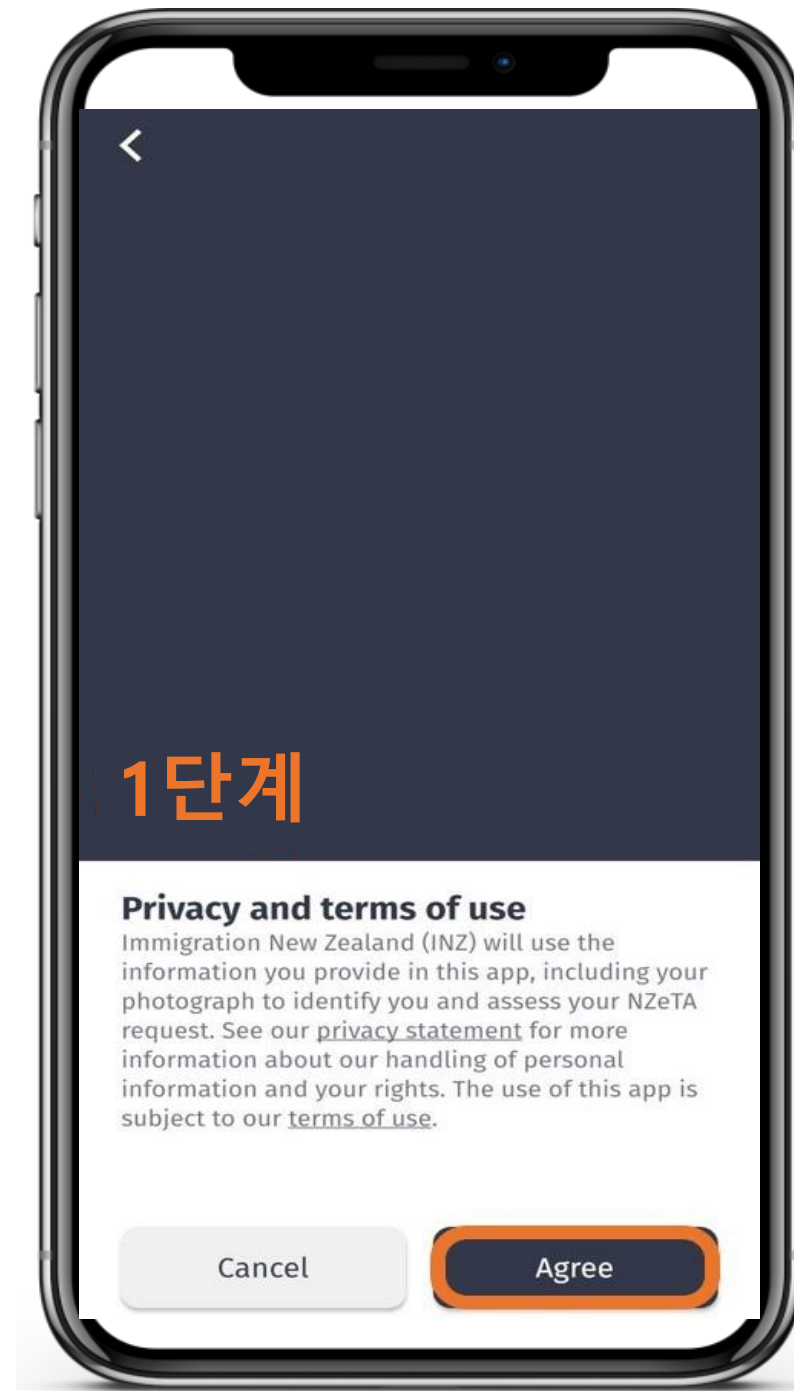 1단계
Privacy and terms of use
Immigration New Zealand (INZ) will use the
information you provide in this app, including your
photograph to identify you and assess your NZeTA
request. See our privacy statement for more
information about our handling of personal
information and your rights. The use of this app is
subject to our terms of use.
Cancel
Agree